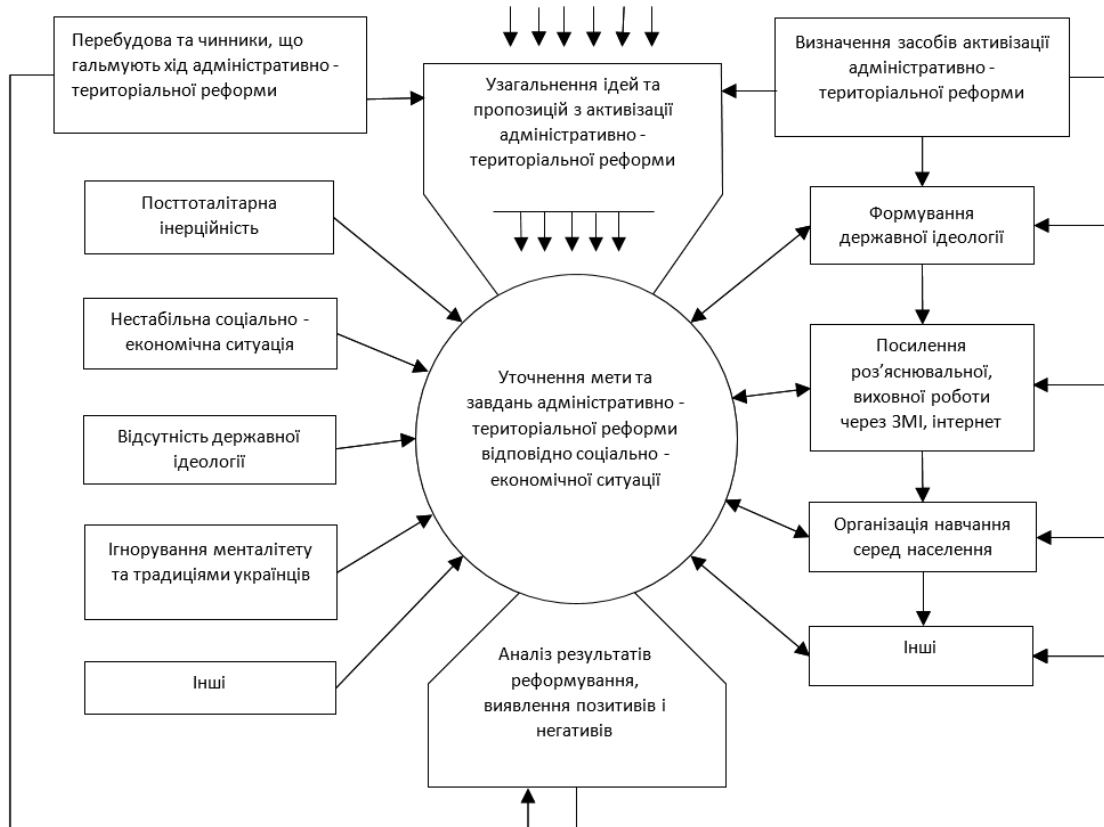 Перебудова та чинники, що
гальмують хід адміністративно -
територіальної реформи
Узагальнення ідей та
пропозицій з активізації
адміністративно -
територіальної реформи
Визначення засобів активізації
адміністративно -
територіальної реформи
Посттоталітарна
інерційність
Нестабільна соціально -
економічна ситуація
Відсутність державної
ідеології
Ігнорування менталітету
та традиціями українців
Інші
Уточнення мети та
завдань адміністративно -
територіальної реформи
відповідно соціально -
економічної ситуації
Формування
державної ідеології
Посилення
роз’яснювальної,
виховної роботи
через ЗМІ, інтернет
Організація навчання
серед населення
Інші
Аналіз результатів
реформування,
виявлення позитивів і
негативів